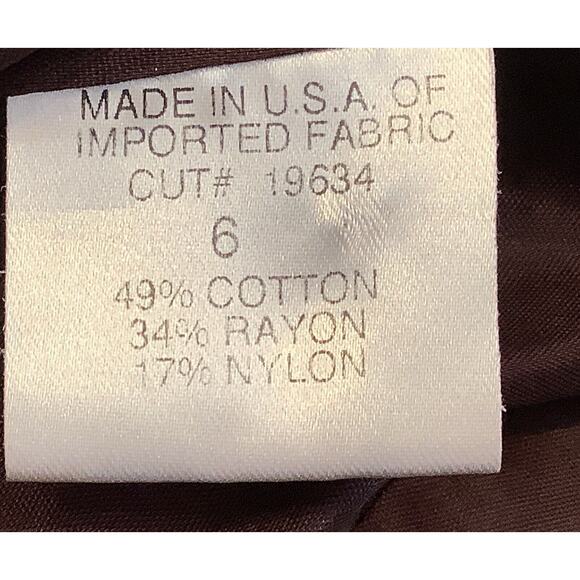 MADE IN U.S.A. OF
IMPORTED FABRIC
CUT# 19634
6
49% COTTON
34% RAYON
17% NYLON